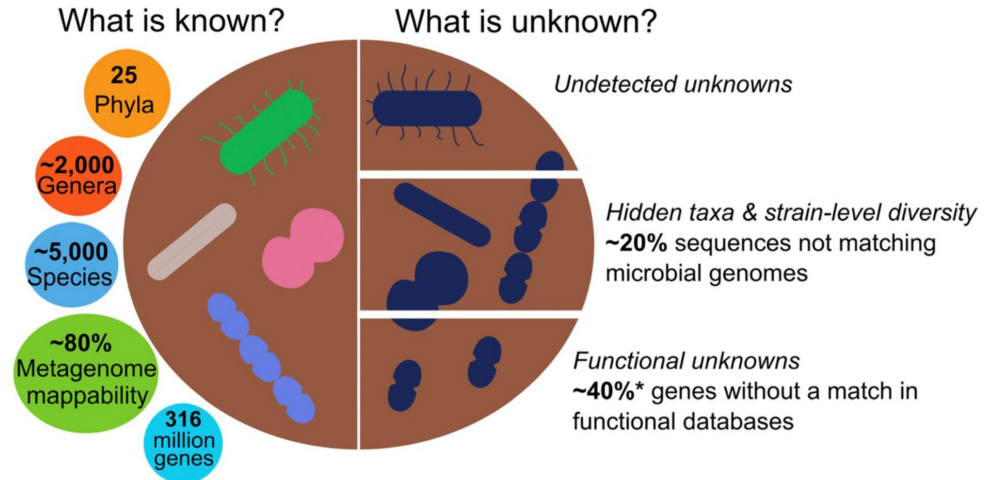 What is known?
What is unknown?
25
Phyla
~2,000
Genera
~5,000
Species
~80%
Metagenome
mappability
316
million
genes
Undetected unknowns
Hidden taxa & strain-level diversity
~20% sequences not matching
microbial genomes
Functional unknowns
~40%* genes without a match in
functional databases